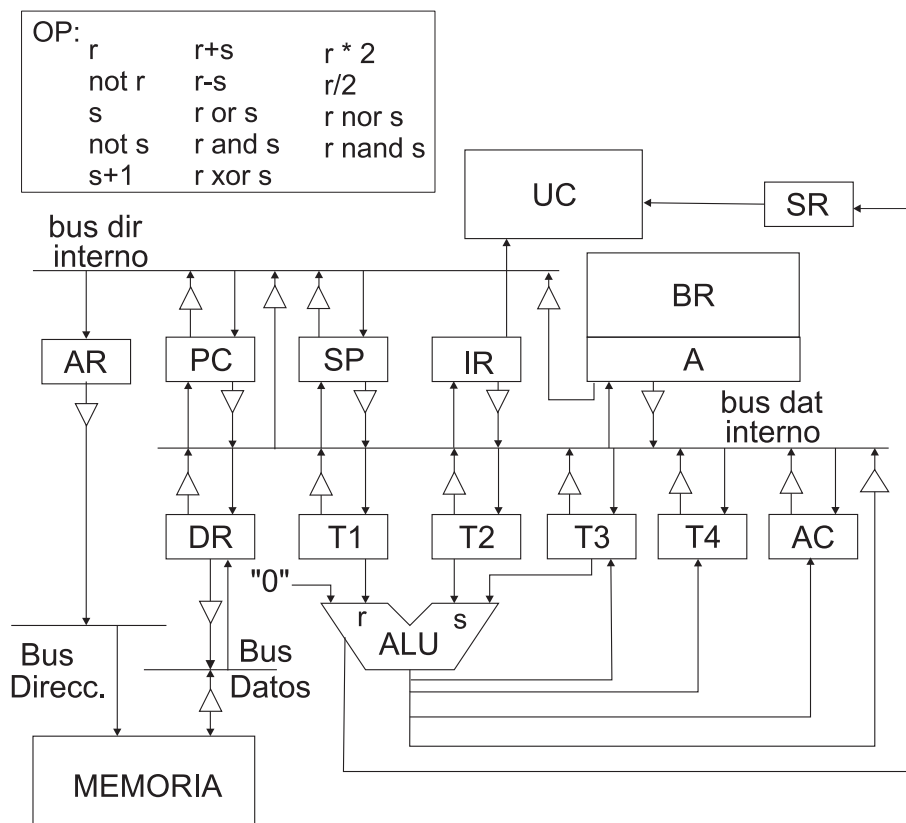 OP:
r
not r
s
not s
s+1
r+s
r-s
r or s
r and s
r xor s
r * 2
r/2
r nor s
r nand s
UC
SR
bus dir
interno
BR
A
AR
PC
SP
IR
bus dat
interno
DR
T1
T2
T3
T4
AC
"0"
r
s
ALU
Bus
Direcc.
Bus
Datos
MEMORIA